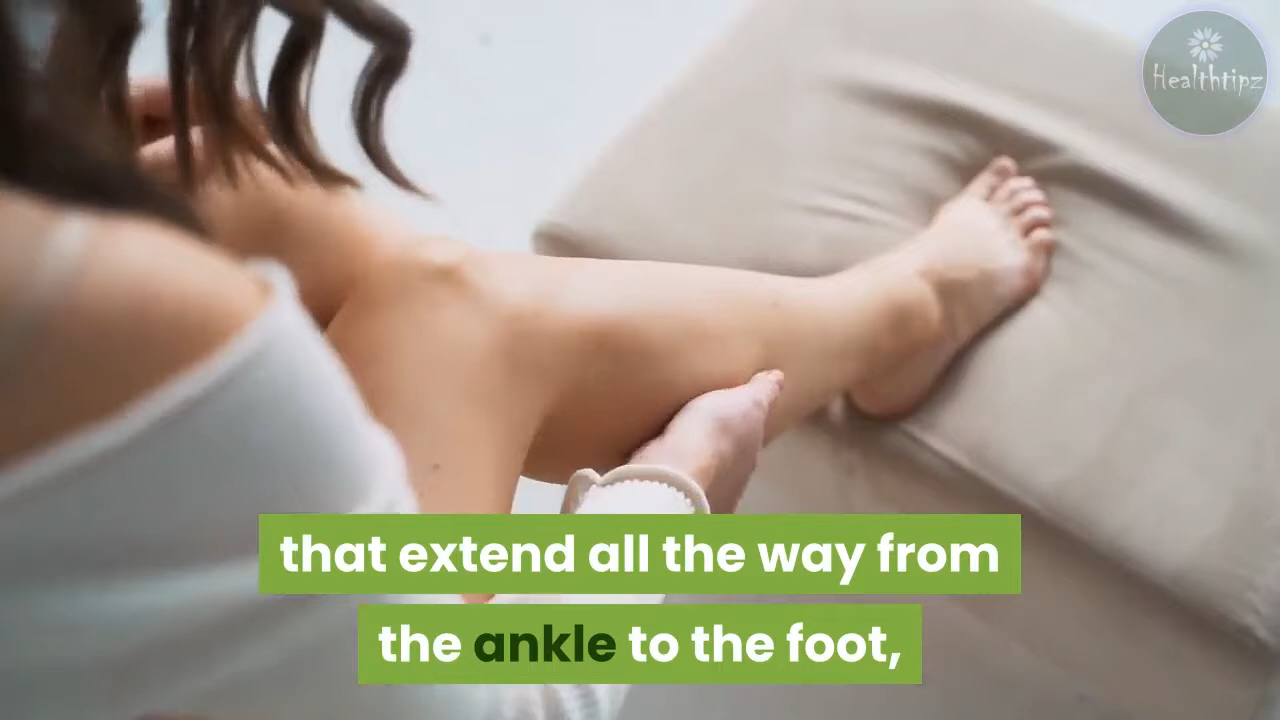 Healthtipz
that extend all the way from
the ankle to the foot,